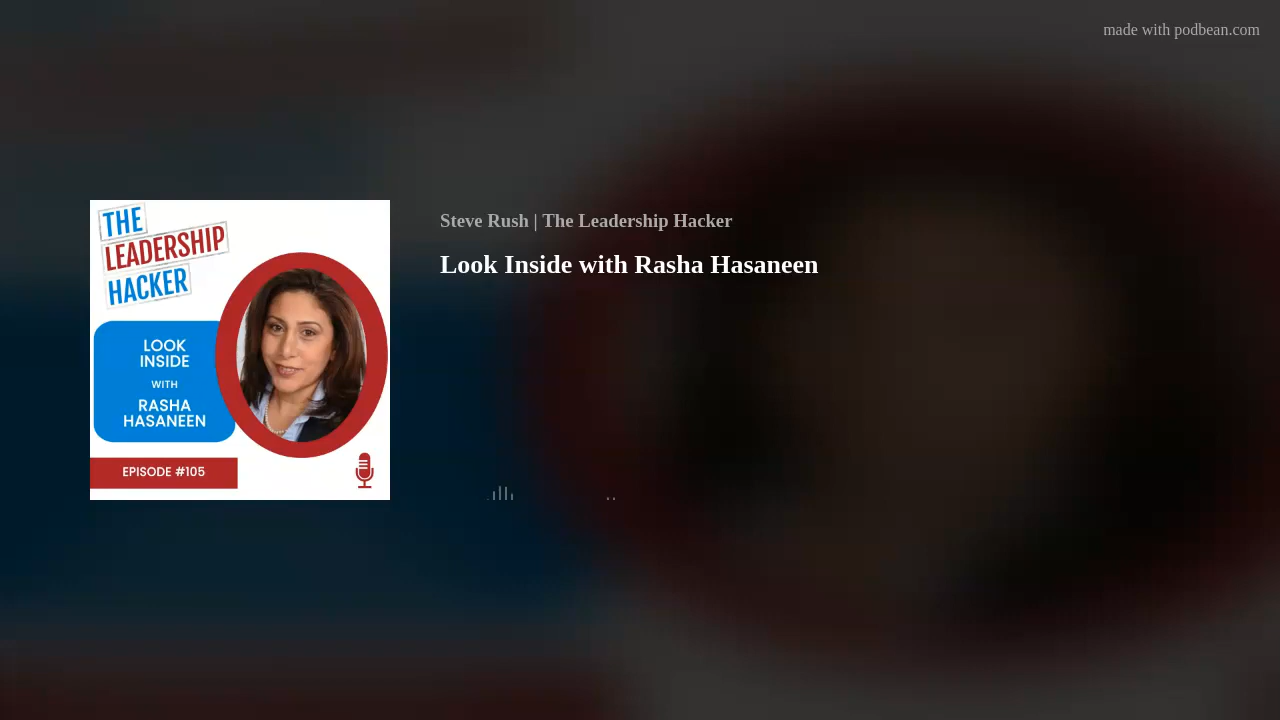 made with podbean.com
THE
LEADERSHIP
HACKER
LOOK
INSIDE
WITH
RASHA
HASANEEN
EPISODE #105
Steve Rush | The Leadership Hacker
Look Inside with Rasha Hasaneen